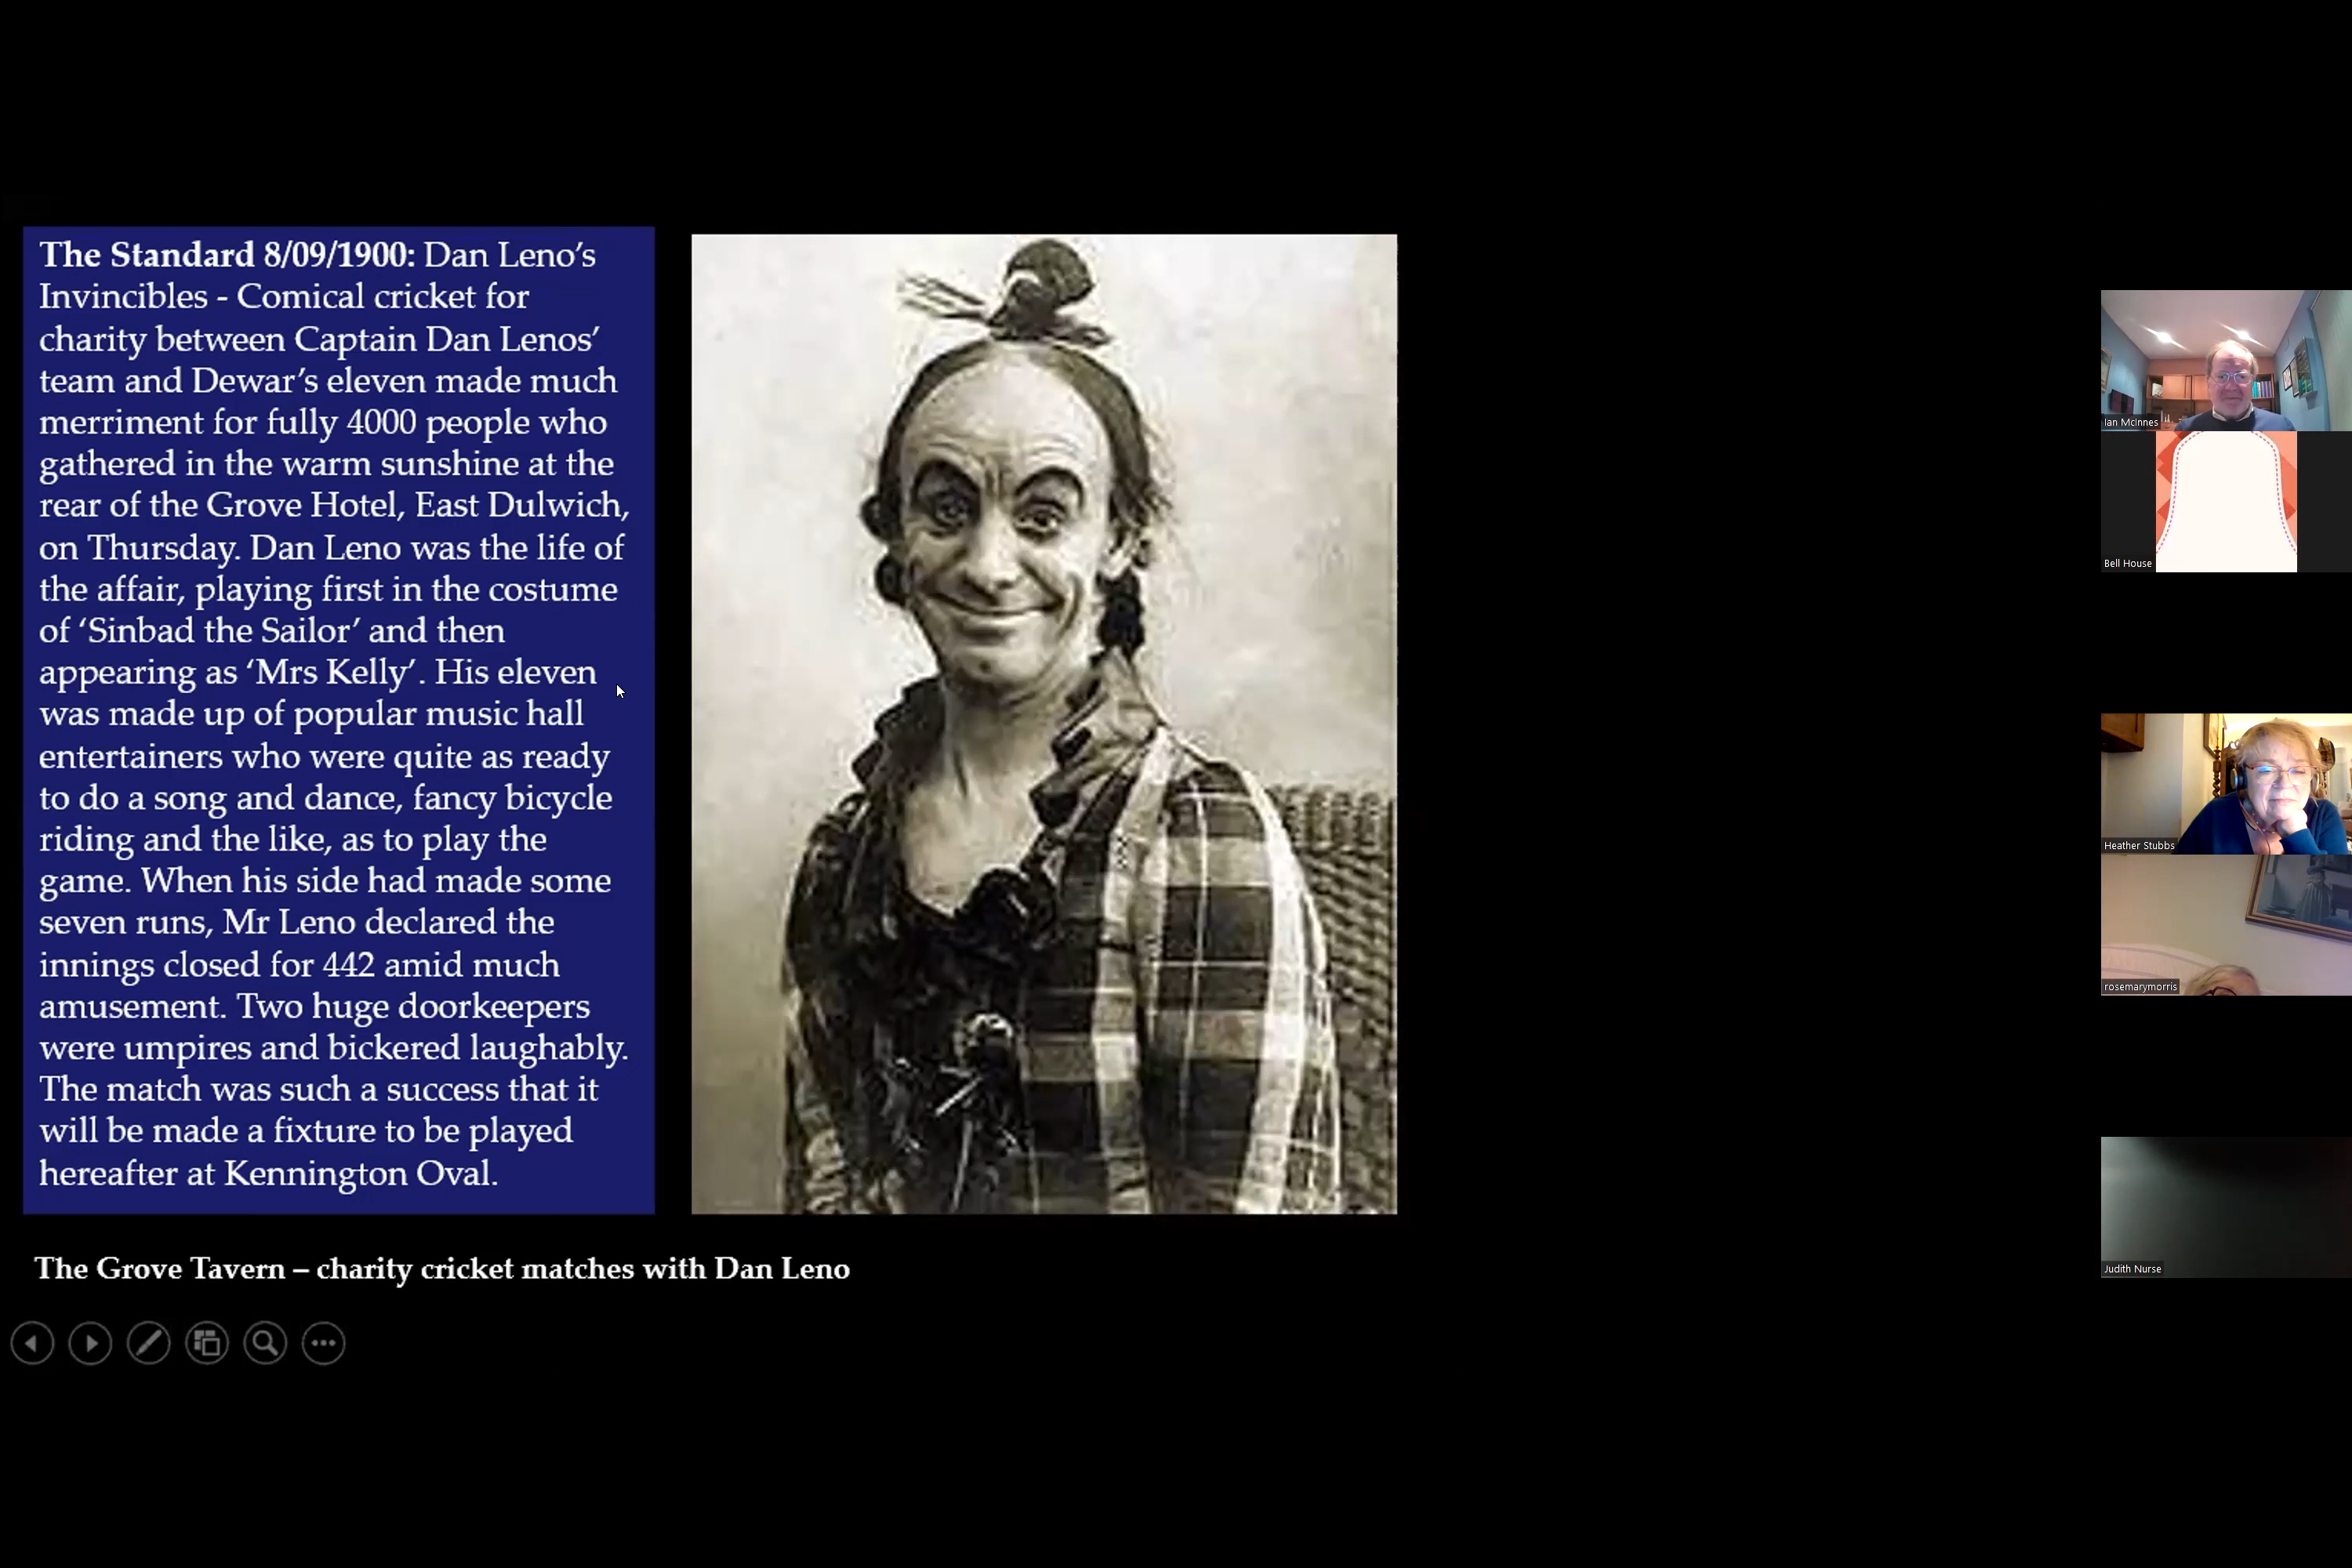 The Standard 8/09/1900: Dan Leno’s
Invincibles - Comical cricket for
charity between Captain Dan Lenos’
team and Dewar’s eleven made much
merriment for fully 4000 people who
gathered in the warm sunshine at the
rear of the Grove Hotel, East Dulwich,
on Thursday. Dan Leno was the life of
the affair, playing first in the costume
of ‘Sinbad the Sailor’ and then
appearing as ‘Mrs Kelly’. His eleven
was made up of popular music hall
entertainers who were quite as ready
to do a song and dance, fancy bicycle
riding and the like, as to play the
game. When his side had made some
seven runs, Mr Leno declared the
innings closed for 442 amid much
amusement. Two huge doorkeepers
were umpires and bickered laughably.
The match was such a success that it
will be made a fixture to be played
hereafter at Kennington Oval.
The Grove Tavern – charity cricket matches with Dan Leno
Ian McInnes
Bell House
Heather Stubbs
rosemarymorris
Judith Nurse